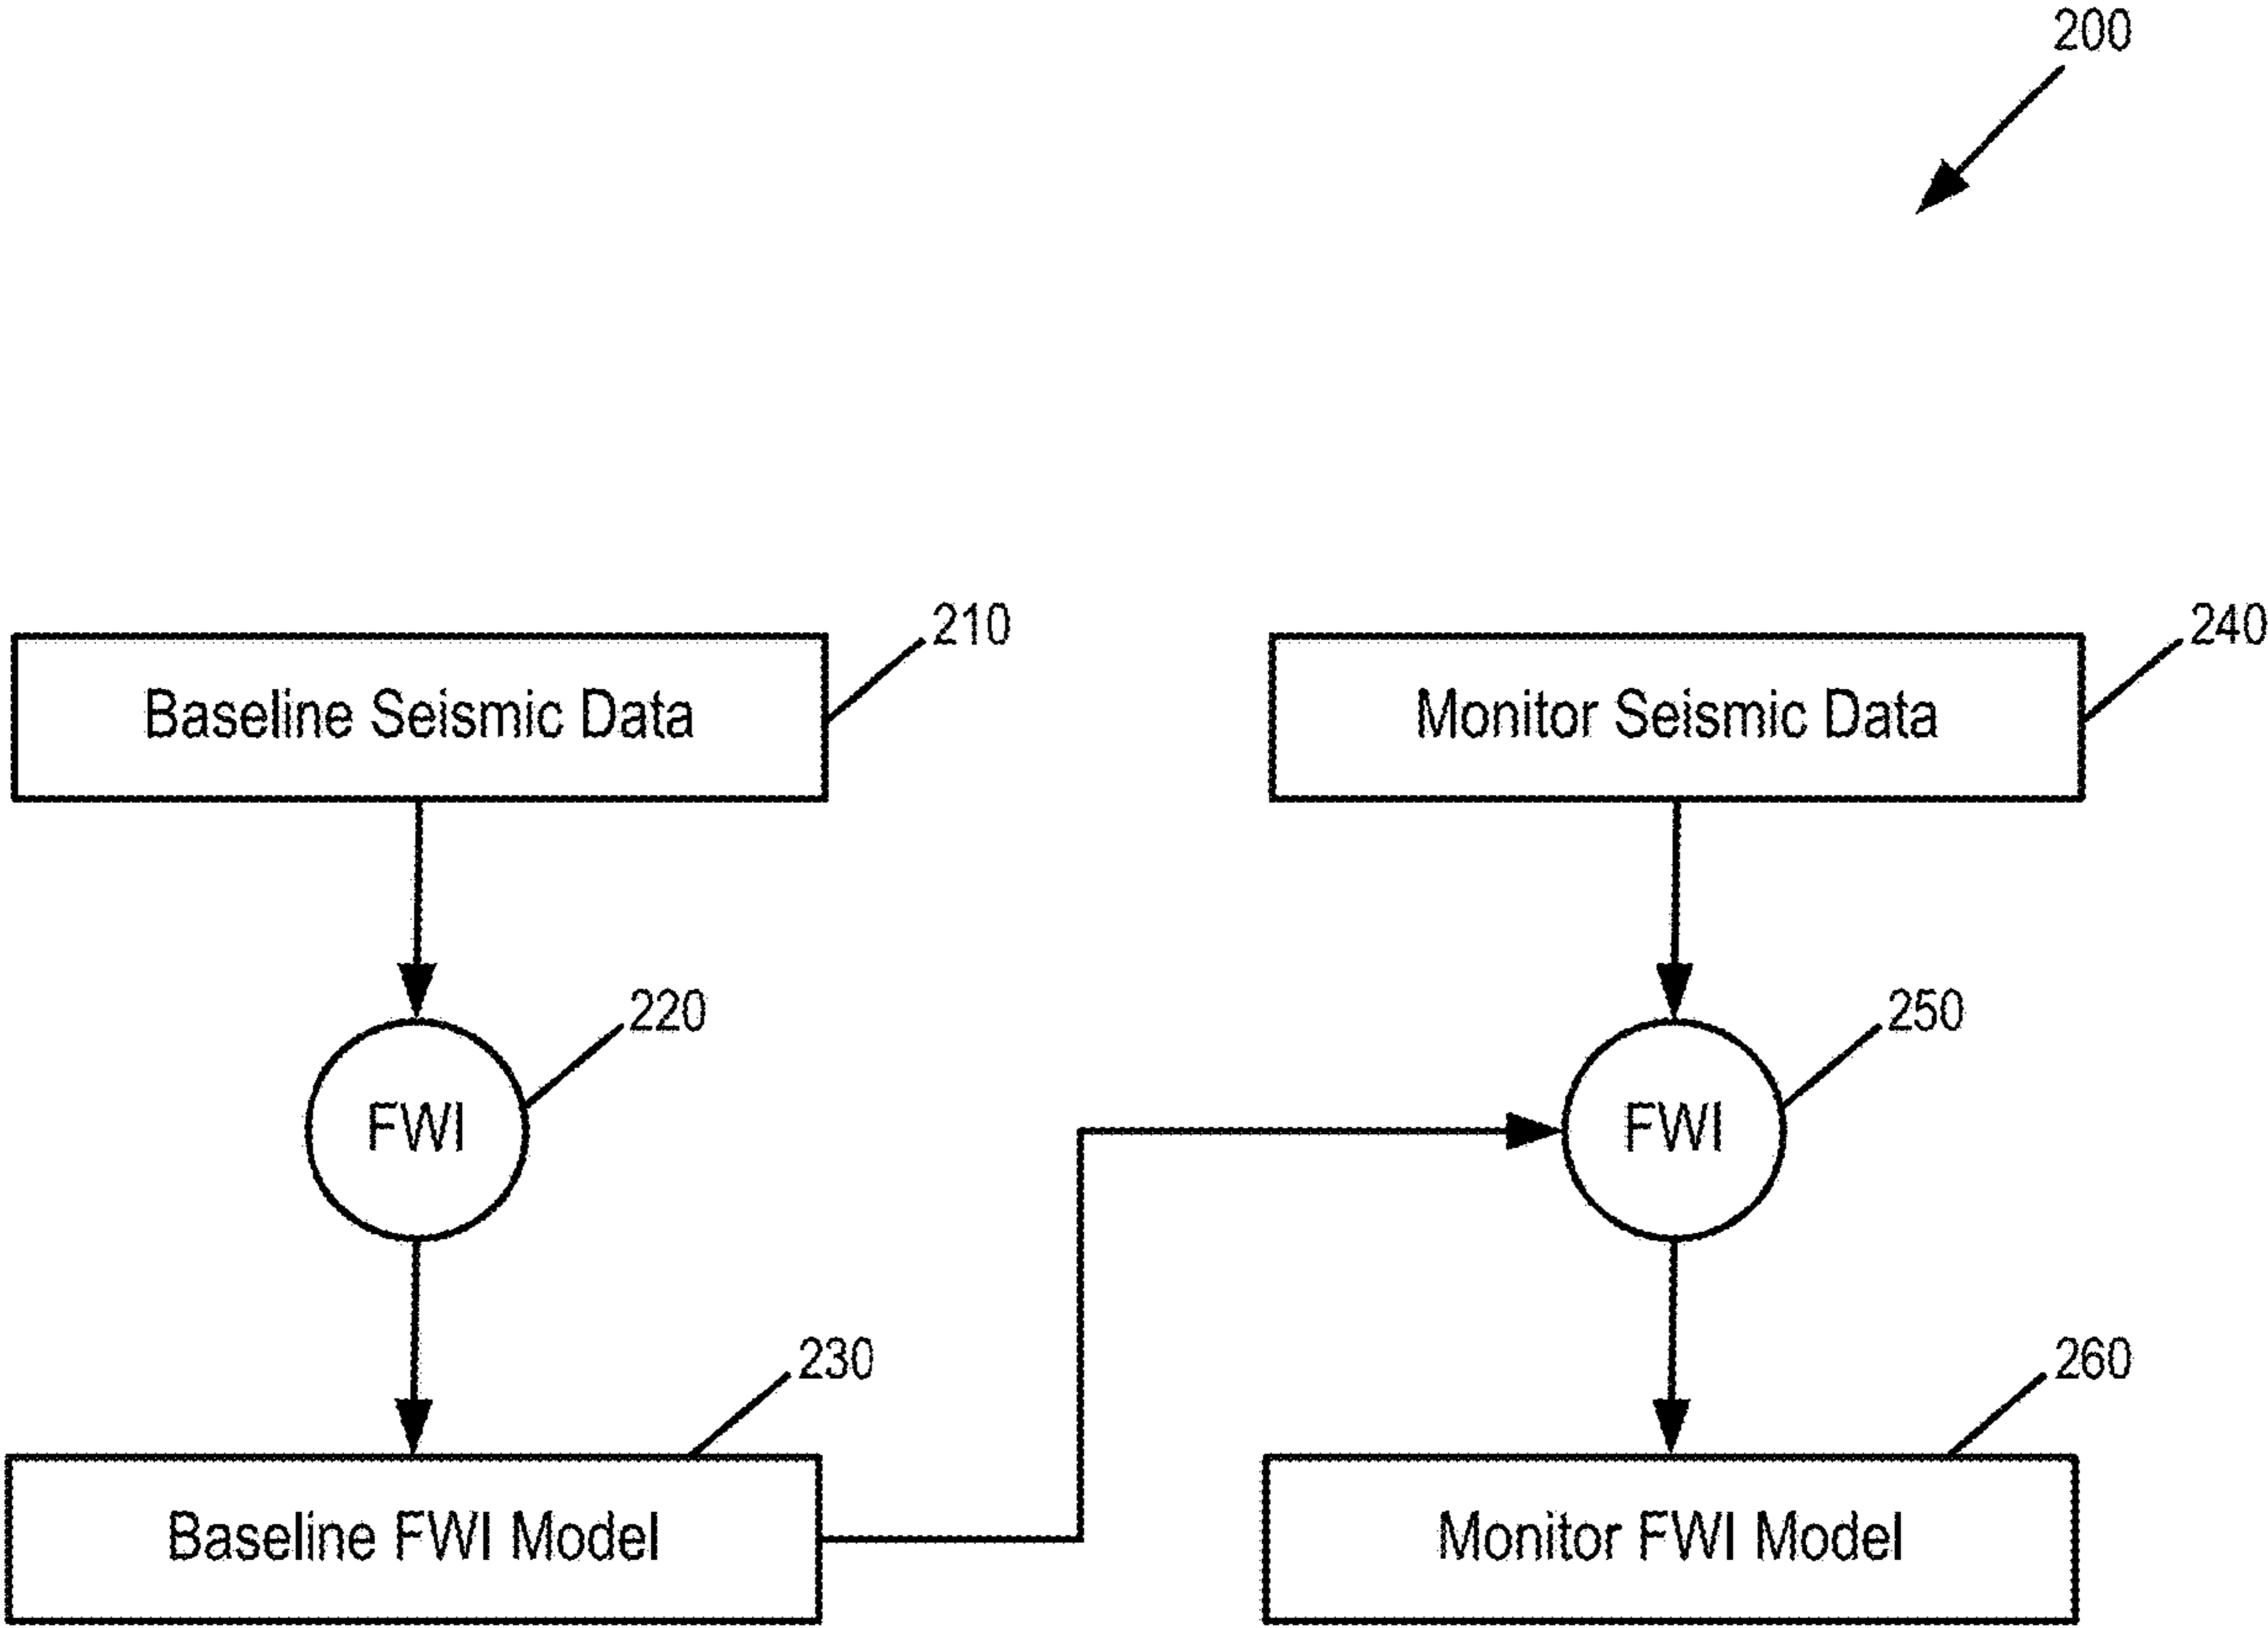 200
210
240
Baseline Seismic Data
Monitor Seismic Data
220
250
FWI
FWI
230
260
Baseline FWI Model
Monitor FWI Model